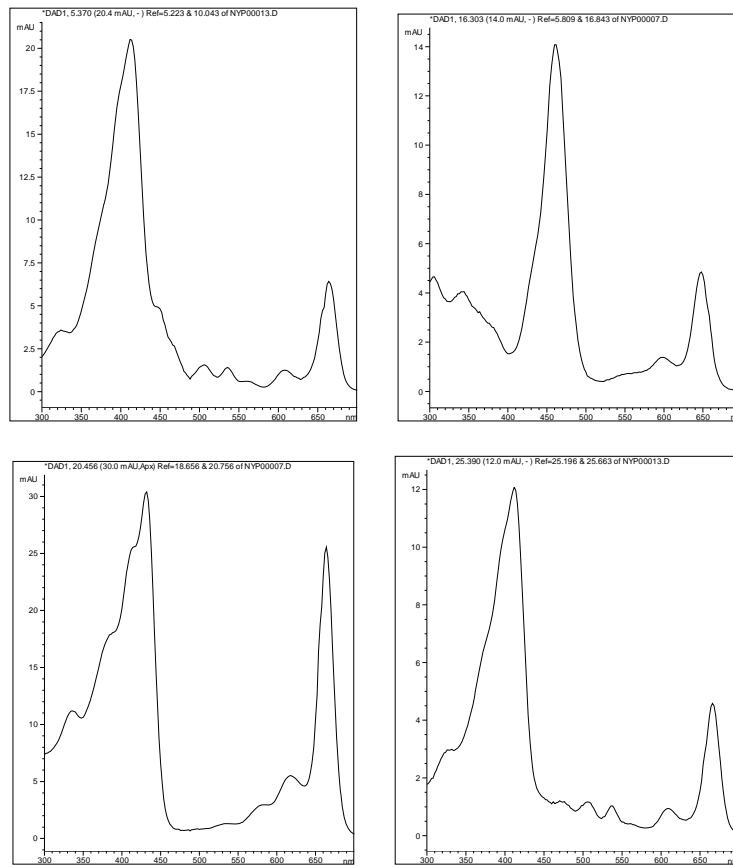 *DAD1, 5.370 (20.4 mAU, - ) Ref=5.223 & 10.043 of NYP00013.D
mAU
20
17.5
15
12.5
10
7.5
5
2.5
0
300 350 400 450 500 550 600 650 nm
*DAD1, 16.303 (14.0 mAU, - ) Ref=5.809 & 16.843 of NYP00007.D
mAU
14
12
10
8
6
4
2
0
300 350 400 450 500 550 600 650 nm
*DAD1, 20.456 (30.0 mAU,Apx) Ref=18.656 & 20.756 of NYP00007.D
mAU
30
25
20
15
10
5
0
300 350 400 450 500 550 600 650 nm
*DAD1, 25.390 (12.0 mAU, - ) Ref=25.196 & 25.663 of NYP00013.D
mAU
12
10
8
6
4
2
0
300 350 400 450 500 550 600 650 nm